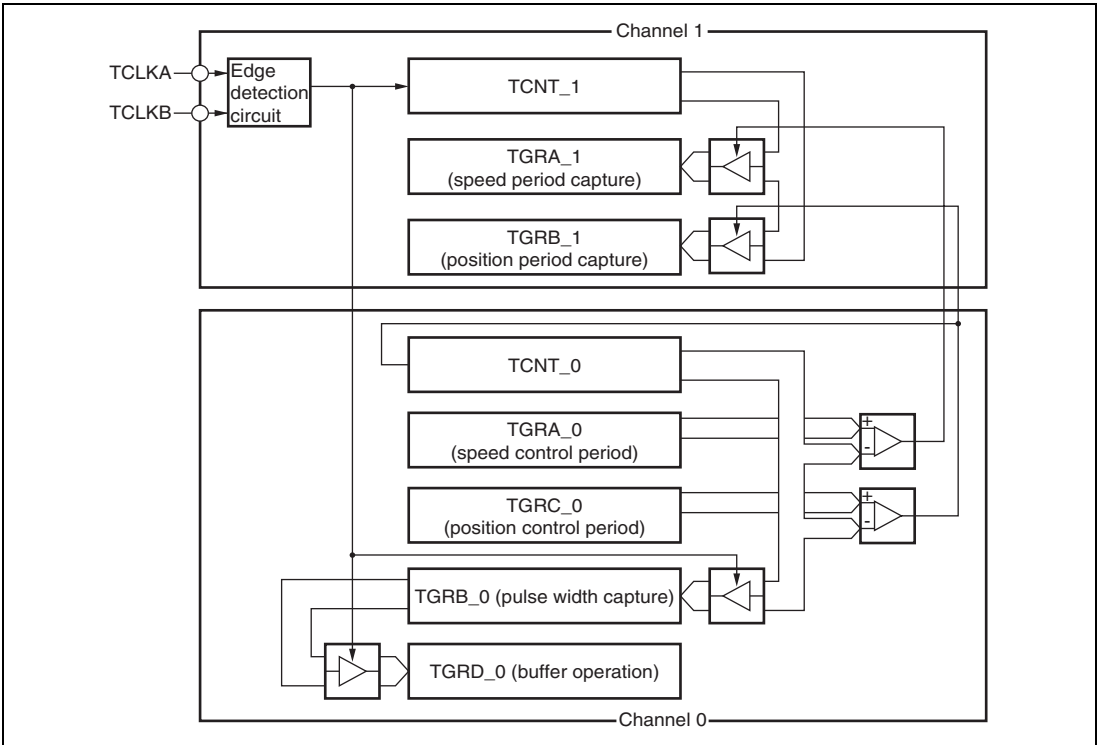 Channel 1
TCLKA
TCLKB
Edge
detection
circuit
TCNT_1
TGRA_1
(speed period capture)
TGRB_1
(position period capture)
TCNT_0
TGRA_0
(speed control period)
+
-
TGRC_0
(position control period)
+
-
TGRB_0 (pulse width capture)
TGRD_0 (buffer operation)
Channel 0